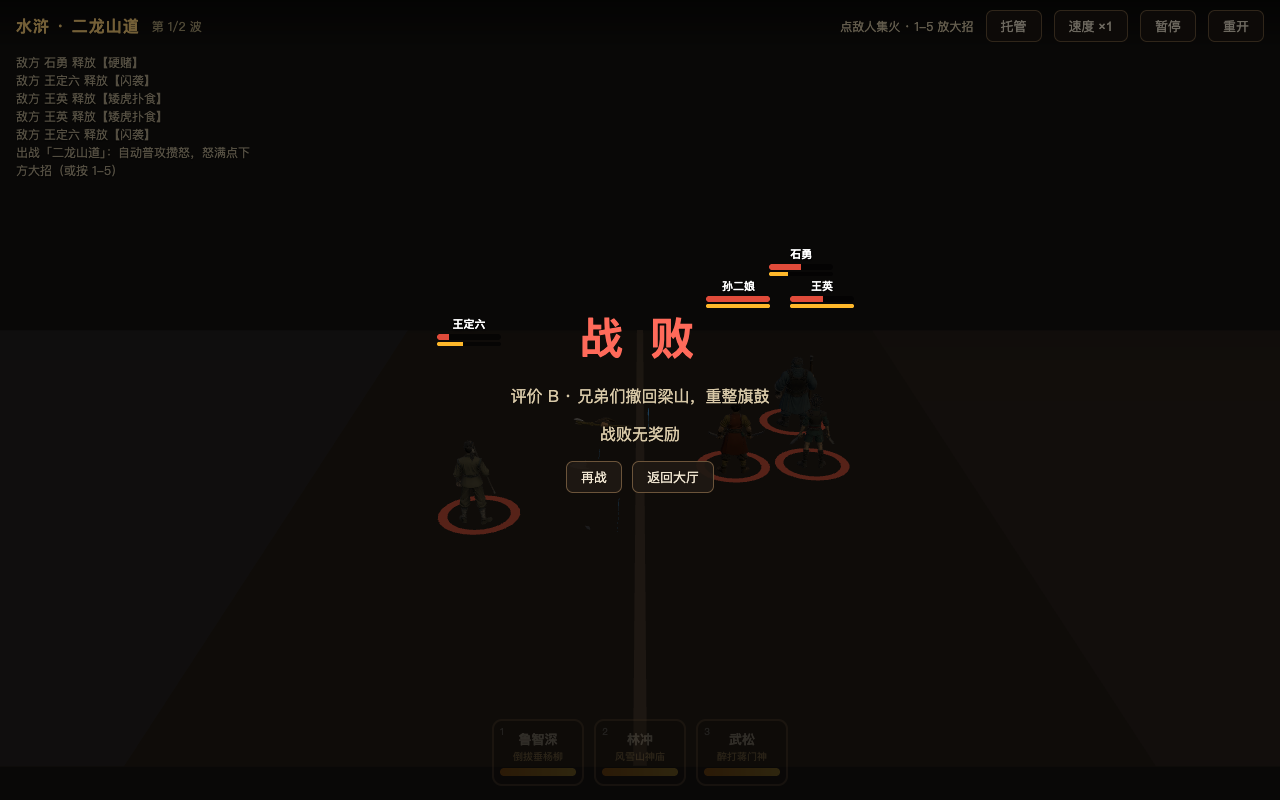 水浒 · 二龙山道 第 1/2 波
点敌人集火 · 1–5 放大招 托管 速度 ×1 暂停 重开
敌方 石勇 释放【硬赌】
敌方 王定六 释放【闪袭】
敌方 王英 释放【矮虎扑食】
敌方 王英 释放【矮虎扑食】
敌方 王定六 释放【闪袭】
出战「二龙山道」：自动普攻攒怒，怒满点下
方大招（或按 1–5）
石勇
孙二娘 王英
王定六
战 败
评价 B · 兄弟们撤回梁山，重整旗鼓
战败无奖励
再战 返回大厅
1 鲁智深
倒拔垂杨柳
2 林冲
风雪山神庙
3 武松
醉打蒋门神